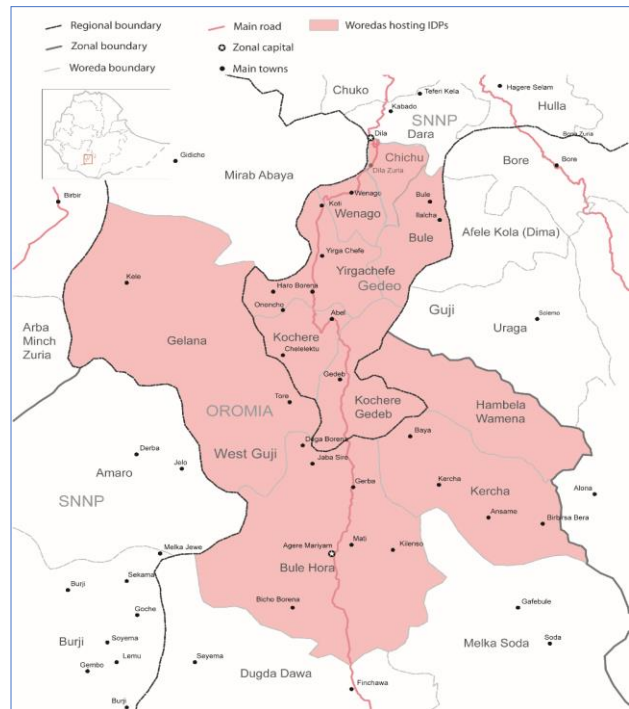 Regional boundary
Zonal boundary
Woreda boundary
Main road
Zonal capital
Main towns
Woredas hosting IDPs
Chuko
Teferi Kela
Kabado
Hagere Selam
Hulla
SNNP
Dara
Dila
Bore
Bore
Gidicho
Chichu
Dila Zuria
Mirab Abaya
Birbir
Wenago
Koti
Wenago
Bule
Ilalcha
Bule
Afele Kola (Dima)
Yirga Chefe
Yirgachefe
Gedeo
Kele
Haro Borena
Ononcho
Guji
Abel
Soleno
Uraga
Arba
Minch
Zuria
Gelana
Kochere
Chelelektu
Gedeb
Kochere
Gedeb
Hambela
Wamena
Tore
OROMIA
West Guji
Dega Borena
Jaba Sire
Baya
Derba
Jelo
Amaro
SNNP
Gerba
Kercha
Kercha
Alona
Ansame
Birbirsa Bera
Melka Jewe
Agere Mariyam
Mati
Kilenso
Bule Hora
Burji
Sekama
Goche
Bicho Borena
Gafebule
Burji
Soyema
Lamu
Gembo
Seyema
Melka Soda
Soda
Dugda Dawa
Finchawa
Burji